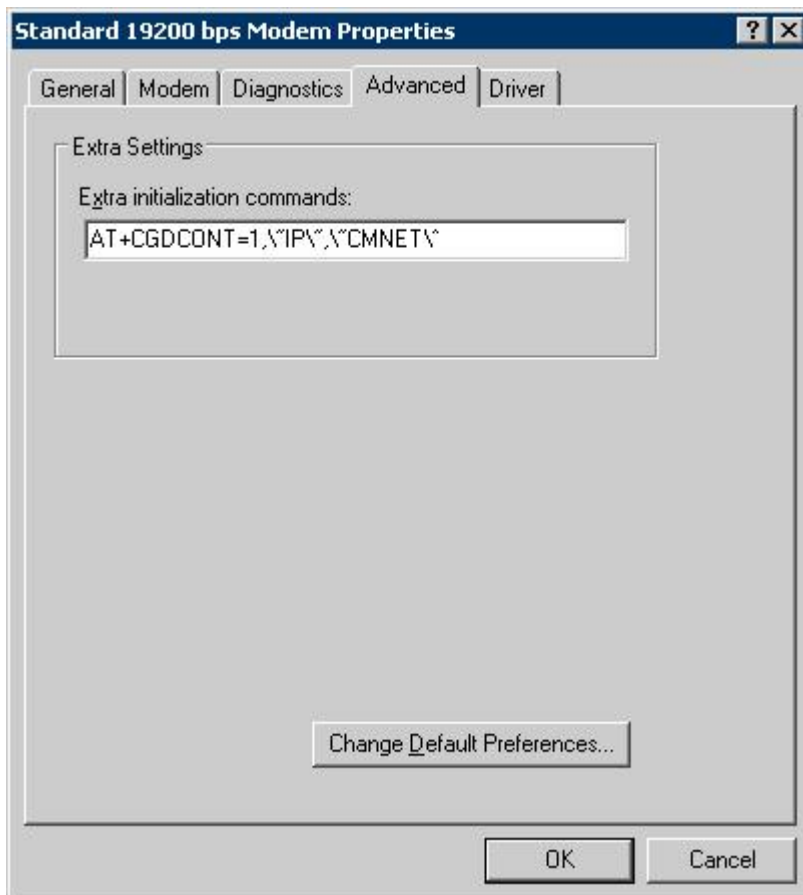 Standard 19200 bps Modem Properties
General Modem Diagnostics Advanced Driver
Extra Settings
Extra initialization commands:
AT+CGDCONT=1,\"IP\",\"CMNET\"
Change Default Preferences...
OK Cancel